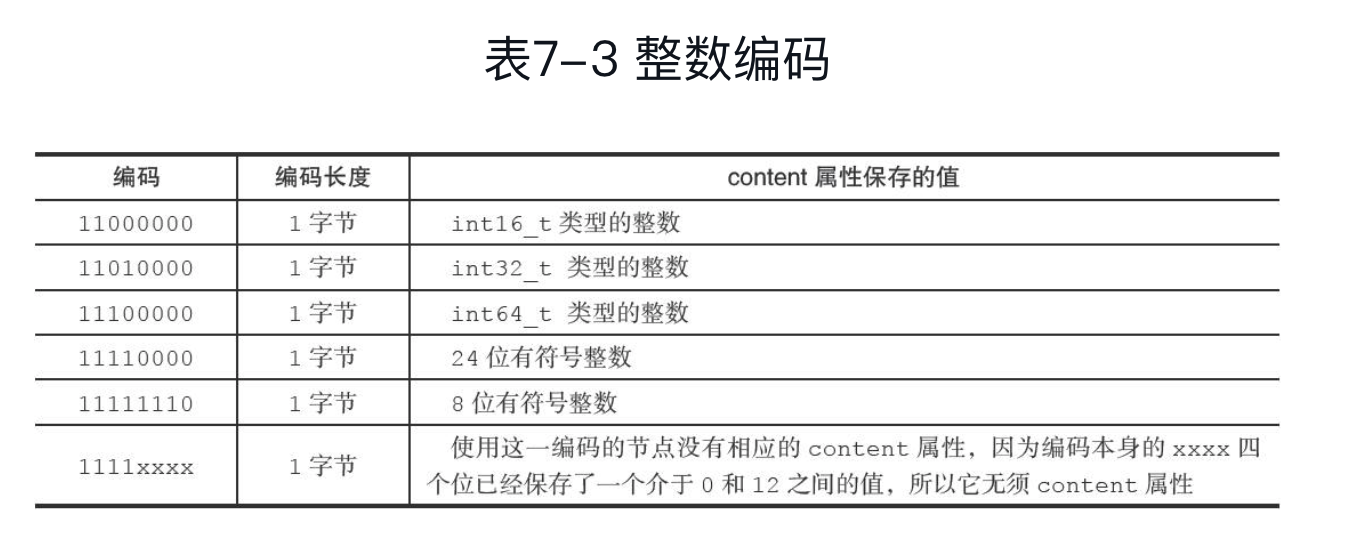 表7–3 整数编码
编码 编码长度 content 属性保存的值
11000000 1 字节 int16_t 类型的整数
11010000 1 字节 int32_t 类型的整数
11100000 1 字节 int64_t 类型的整数
11110000 1 字节 24 位有符号整数
11111110 1 字节 8 位有符号整数
1111xxxx 1 字节 使用这一编码的节点没有相应的 content 属性，因为编码本身的 xxxx 四
个位已经保存了一个介于 0 和 12 之间的值，所以它无须 content 属性